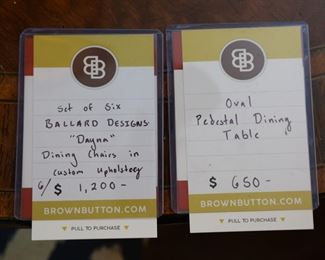 BB
Set of Six
BALLARD DESIGNS
"Dayna"
Dining Chairs in
Custom Upholstery
6/$ 1,200-
BROWNBUTTON.COM
PULL TO PURCHASE
BB
Oval
Pedestal Dining
Table
$ 650-
BROWNBUTTON.COM
PULL TO PURCHASE